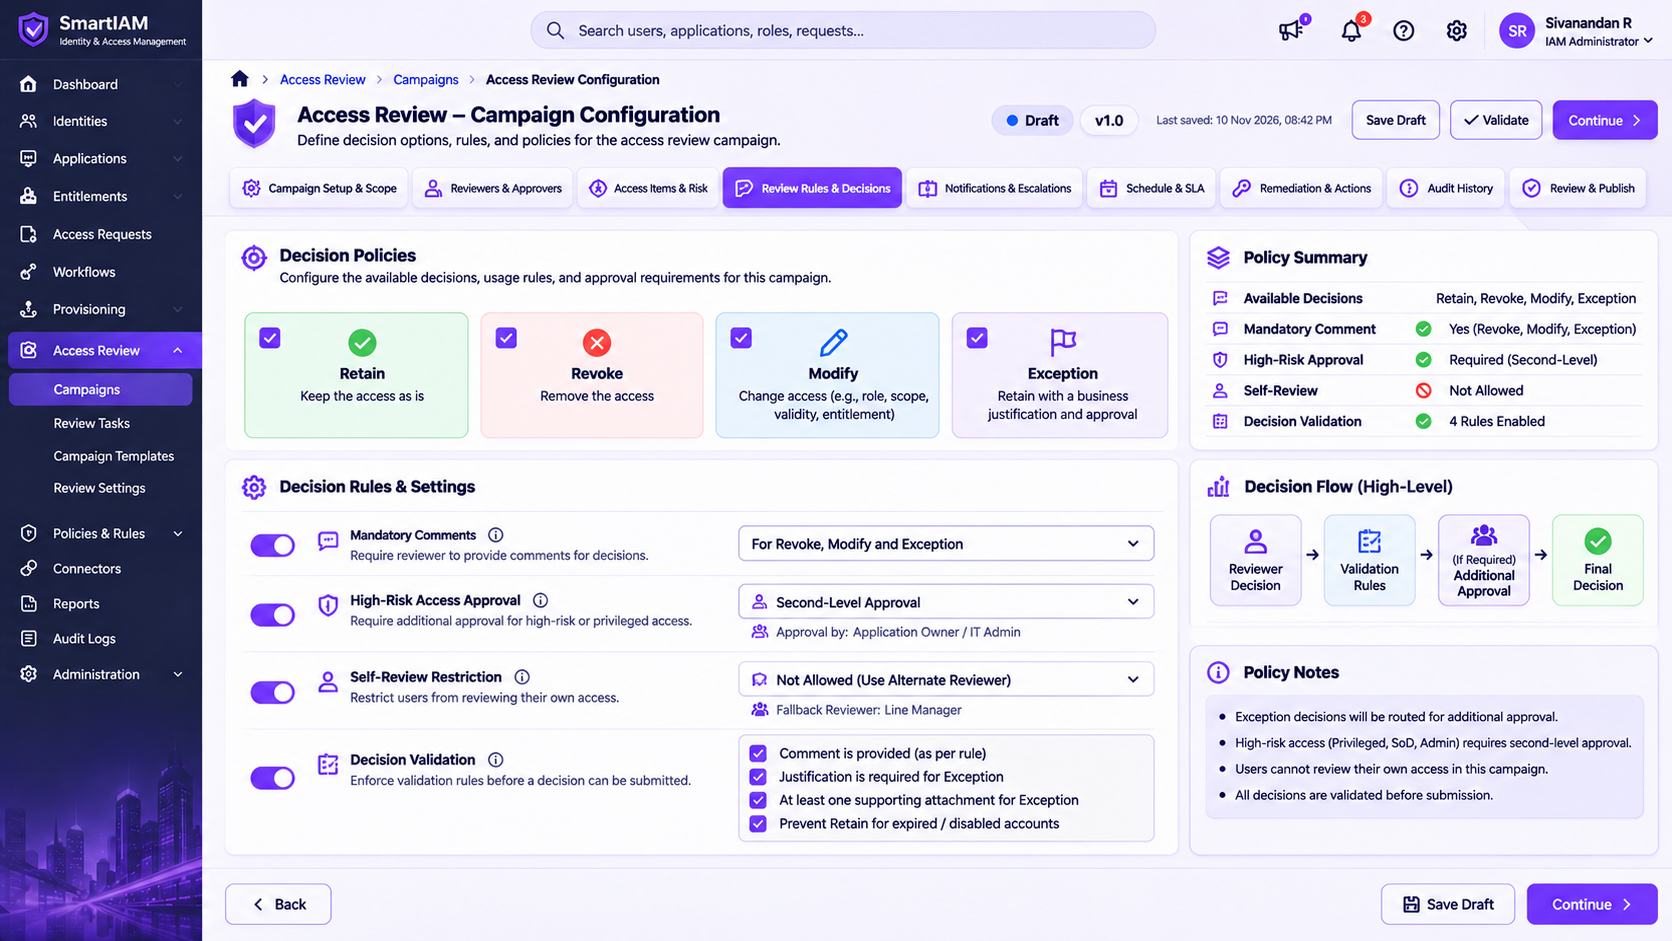 SmartIAM
Identity & Access Management
Search users, applications, roles, requests...
3
SR
Sivanandan R
IAM Administrator
Dashboard
Identities
Applications
Entitlements
Access Requests
Workflows
Provisioning
Access Review
Campaigns
Review Tasks
Campaign Templates
Review Settings
Policies & Rules
Connectors
Reports
Audit Logs
Administration
Access Review > Campaigns > Access Review Configuration
Access Review – Campaign Configuration
Define decision options, rules, and policies for the access review campaign.
Draft
v1.0
Last saved: 10 Nov 2026, 08:42 PM
Save Draft
Validate
Continue
Campaign Setup & Scope
Reviewers & Approvers
Access Items & Risk
Review Rules & Decisions
Notifications & Escalations
Schedule & SLA
Remediation & Actions
Audit History
Review & Publish
Decision Policies
Configure the available decisions, usage rules, and approval requirements for this campaign.
Retain
Keep the access as is
Revoke
Remove the access
Modify
Change access (e.g., role, scope,
validity, entitlement)
Exception
Retain with a business
justification and approval
Decision Rules & Settings
Mandatory Comments
Require reviewer to provide comments for decisions.
For Revoke, Modify and Exception
High-Risk Access Approval
Require additional approval for high-risk or privileged access.
Second-Level Approval
Approval by: Application Owner / IT Admin
Self-Review Restriction
Restrict users from reviewing their own access.
Not Allowed (Use Alternate Reviewer)
Fallback Reviewer: Line Manager
Decision Validation
Enforce validation rules before a decision can be submitted.
Comment is provided (as per rule)
Justification is required for Exception
At least one supporting attachment for Exception
Prevent Retain for expired / disabled accounts
Policy Summary
Available Decisions Retain, Revoke, Modify, Exception
Mandatory Comment Yes (Revoke, Modify, Exception)
High-Risk Approval Required (Second-Level)
Self-Review Not Allowed
Decision Validation 4 Rules Enabled
Decision Flow (High-Level)
Reviewer
Decision
Validation
Rules
(If Required)
Additional
Approval
Final
Decision
Policy Notes
• Exception decisions will be routed for additional approval.
• High-risk access (Privileged, SoD, Admin) requires second-level approval.
• Users cannot review their own access in this campaign.
• All decisions are validated before submission.
Back
Save Draft
Continue